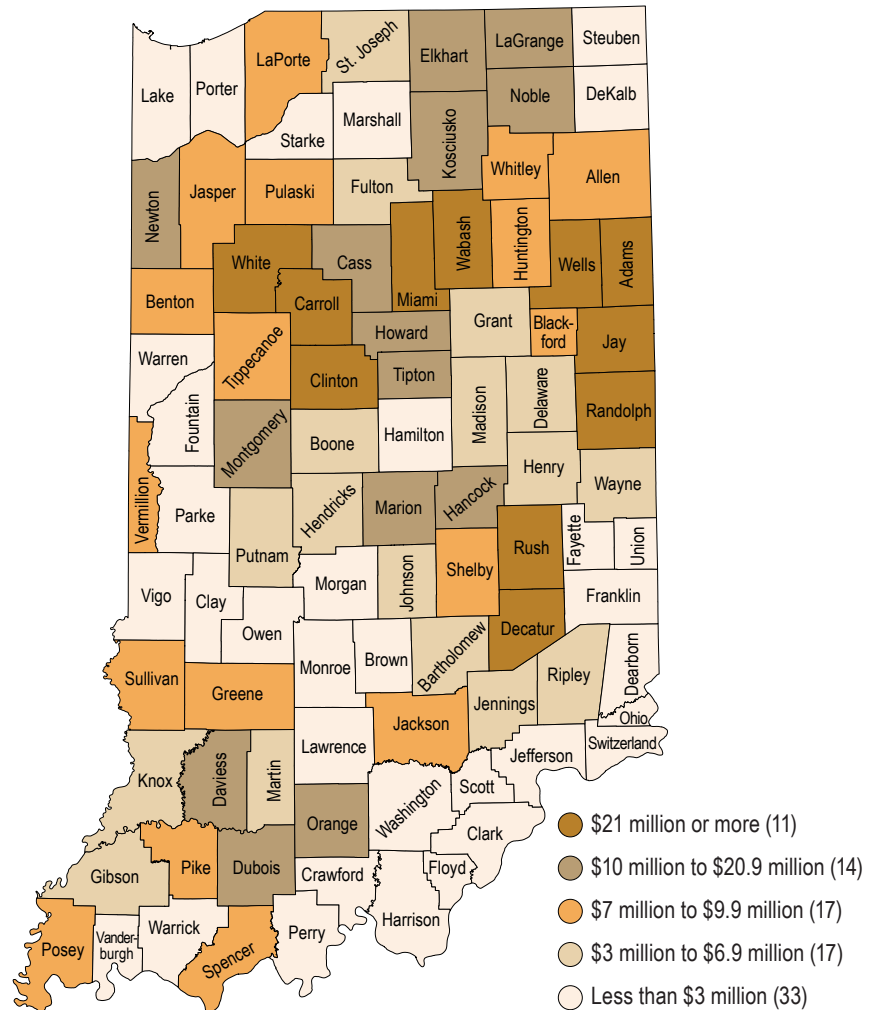 Lake
Porter
LaPorte
St. Joseph
Elkhart
LaGrange
Steuben
Noble
DeKalb
Starke
Marshall
Kosciusko
Whitley
Allen
Newton
Jasper
Pulaski
Fulton
White
Cass
Miami
Wabash
Huntington
Wells
Adams
Benton
Carroll
Howard
Grant
Black-
ford
Jay
Warren
Tippecanoe
Clinton
Tipton
Fountain
Montgomery
Boone
Hamilton
Madison
Delaware
Randolph
Vermillion
Parke
Putnam
Hendricks
Marion
Hancock
Henry
Wayne
Vigo
Clay
Owen
Morgan
Johnson
Shelby
Rush
Fayette
Union
Franklin
Decatur
Sullivan
Greene
Monroe
Brown
Bartholomew
Jennings
Ripley
Dearborn
Ohio
Switzerland
Jackson
Lawrence
Jefferson
Knox
Daviess
Martin
Orange
Washington
Scott
Clark
Gibson
Pike
Dubois
Crawford
Floyd
Harrison
Posey
Vander-
burgh
Warrick
Spencer
Perry
$21 million or more (11)
$10 million to $20.9 million (14)
$7 million to $9.9 million (17)
$3 million to $6.9 million (17)
Less than $3 million (33)